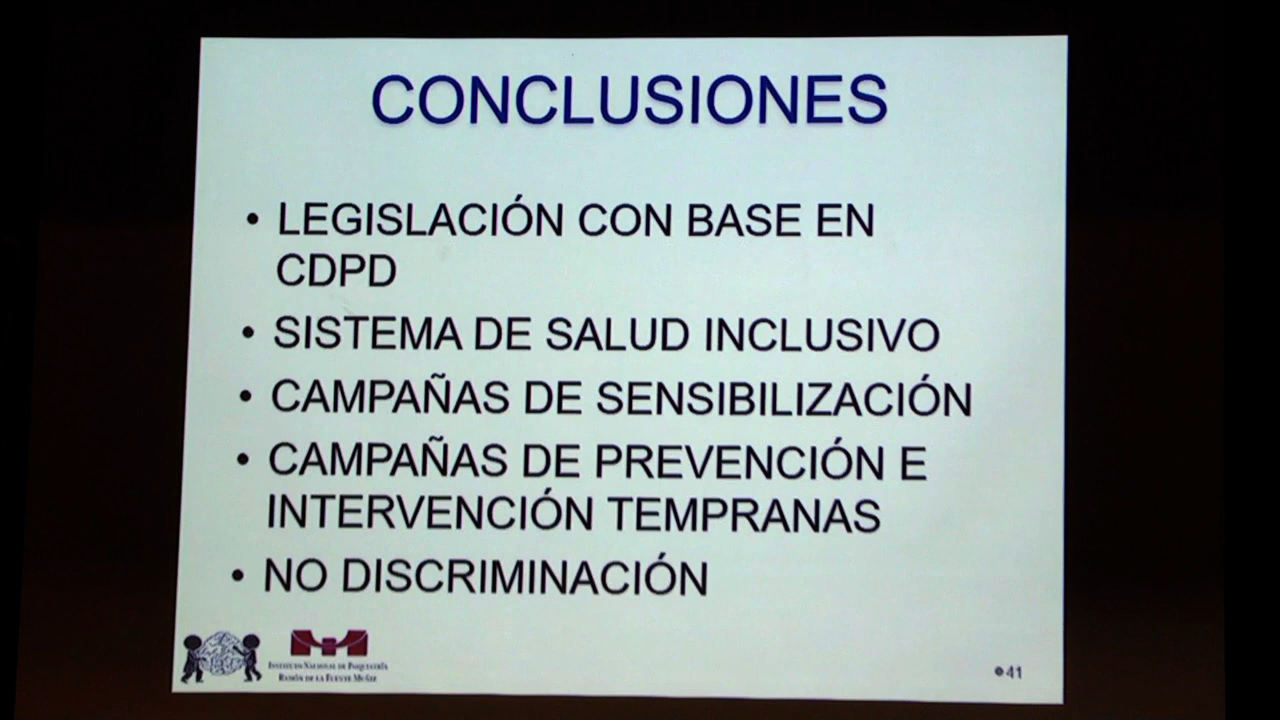 CONCLUSIONES
• LEGISLACIÓN CON BASE EN
CDPD
• SISTEMA DE SALUD INCLUSIVO
• CAMPAÑAS DE SENSIBILIZACIÓN
• CAMPAÑAS DE PREVENCIÓN E
INTERVENCIÓN TEMPRANAS
• NO DISCRIMINACIÓN
INSTITUTO NACIONAL DE PSIQUIATRÍA
RAMÓN DE LA FUENTE MUÑIZ
•41